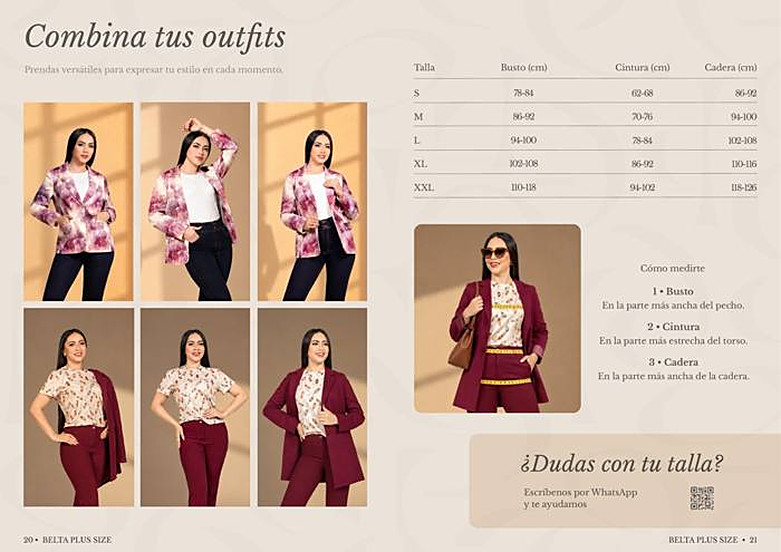 Combina tus outfits
Prendas versátiles para expresar tu estilo en cada momento.
Talla Busto (cm) Cintura (cm) Cadera (cm)
S 78-84 62-68 86-92
M 86-92 70-76 94-100
L 94-100 78-84 102-108
XL 102-108 86-92 110-116
XXL 110-118 94-102 118-126
Cómo medirte
1 • Busto
En la parte más ancha del pecho.
2 • Cintura
En la parte más estrecha del torso.
3 • Cadera
En la parte más ancha de la cadera.
¿Dudas con tu talla?
Escríbenos por WhatsApp
y te ayudamos
20 • BELTA PLUS SIZE
BELTA PLUS SIZE • 21